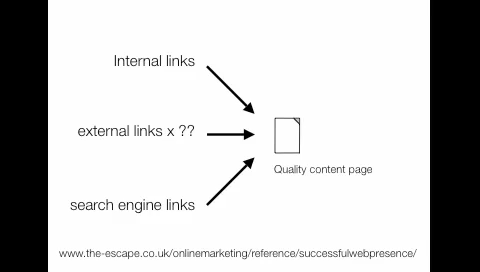 Internal links
external links x ??
Quality content page
search engine links
www.the-escape.co.uk/onlinemarketing/reference/successfulwebpresence/